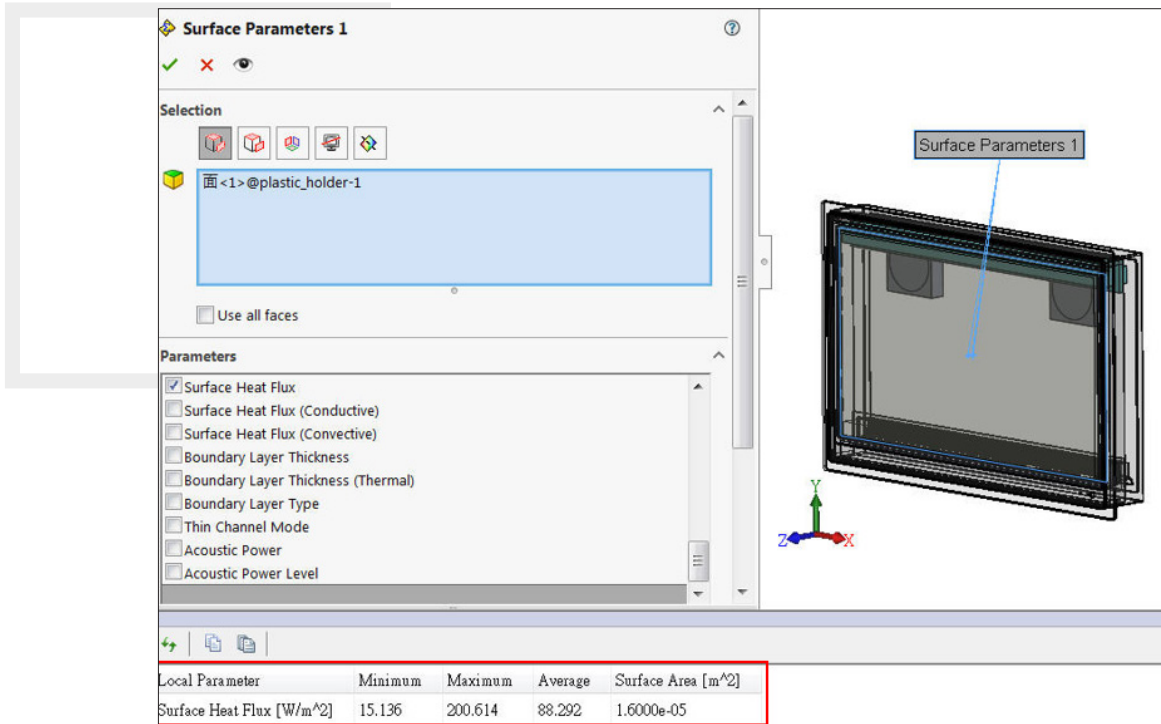 Surface Parameters 1
Selection
面<1>@plastic_holder-1
Use all faces
Parameters
Surface Heat Flux
Surface Heat Flux (Conductive)
Surface Heat Flux (Convective)
Boundary Layer Thickness
Boundary Layer Thickness (Thermal)
Boundary Layer Type
Thin Channel Mode
Acoustic Power
Acoustic Power Level
Surface Parameters 1
Y
Z X
Local Parameter Minimum Maximum Average Surface Area [m^2]
Surface Heat Flux [W/m^2] 15.136 200.614 88.292 1.6000e-05